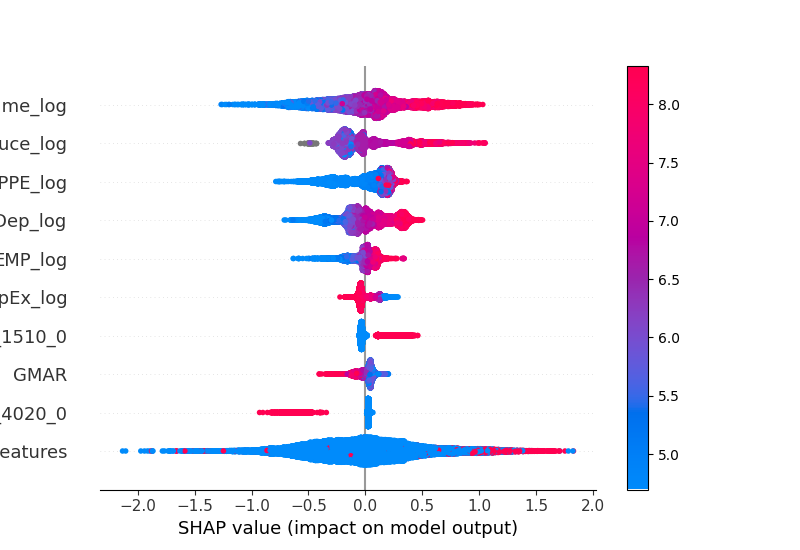 me_log
uce_log
PPE_log
Dep_log
EMP_log
pEx_log
_1510_0
GMAR
_4020_0
eatures
−2.0 −1.5 −1.0 −0.5 0.0 0.5 1.0 1.5 2.0
SHAP value (impact on model output)
8.0
7.5
7.0
6.5
6.0
5.5
5.0